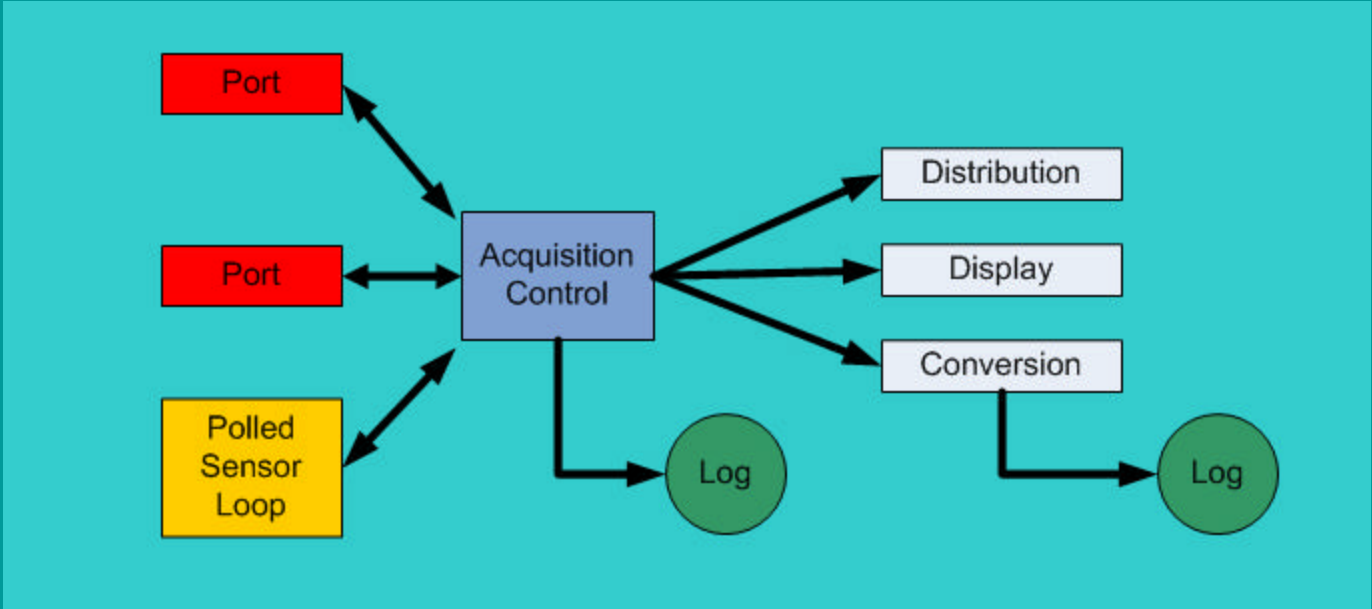 Port
Port
Polled
Sensor
Loop
Acquisition
Control
Log
Distribution
Display
Conversion
Log